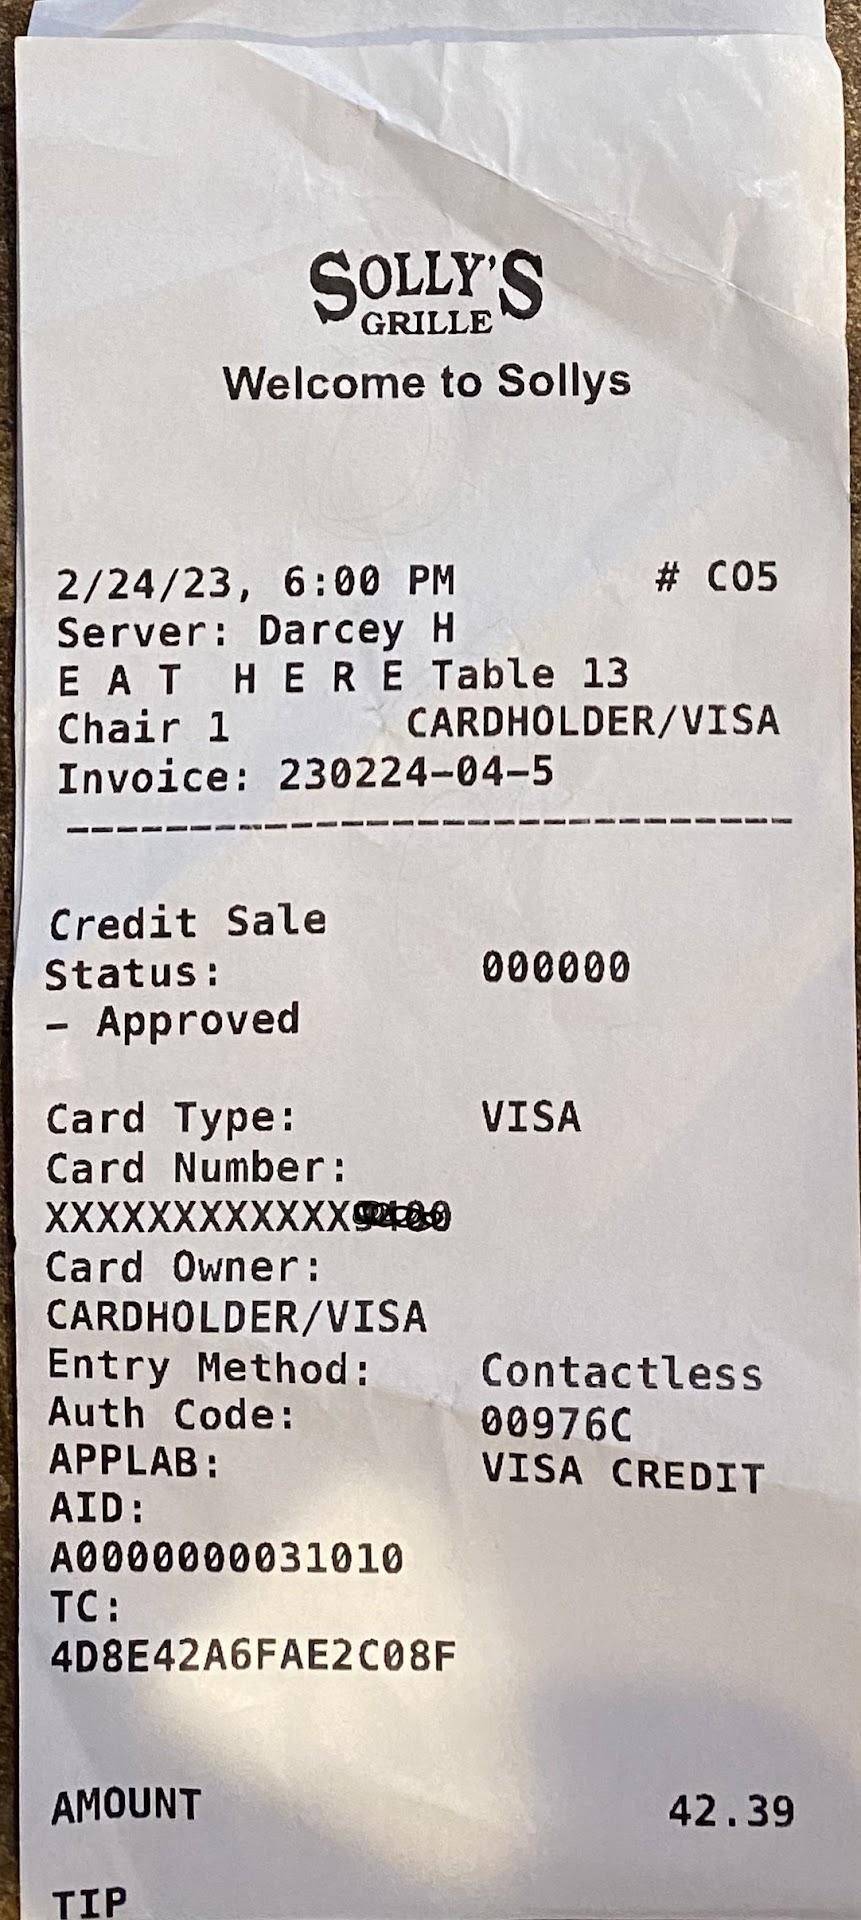 SOLLY'S
GRILLE
Welcome to Sollys
2/24/23, 6:00 PM # C05
Server: Darcey H
E A T H E R E Table 13
Chair 1 CARDHOLDER/VISA
Invoice: 230224-04-5
--------------------------------
Credit Sale
Status: 000000
- Approved
Card Type: VISA
Card Number:
XXXXXXXXXXXX
Card Owner:
CARDHOLDER/VISA
Entry Method: Contactless
Auth Code: 00976C
APPLAB: VISA CREDIT
AID:
A0000000031010
TC:
4D8E42A6FAE2C08F
AMOUNT 42.39
TIP